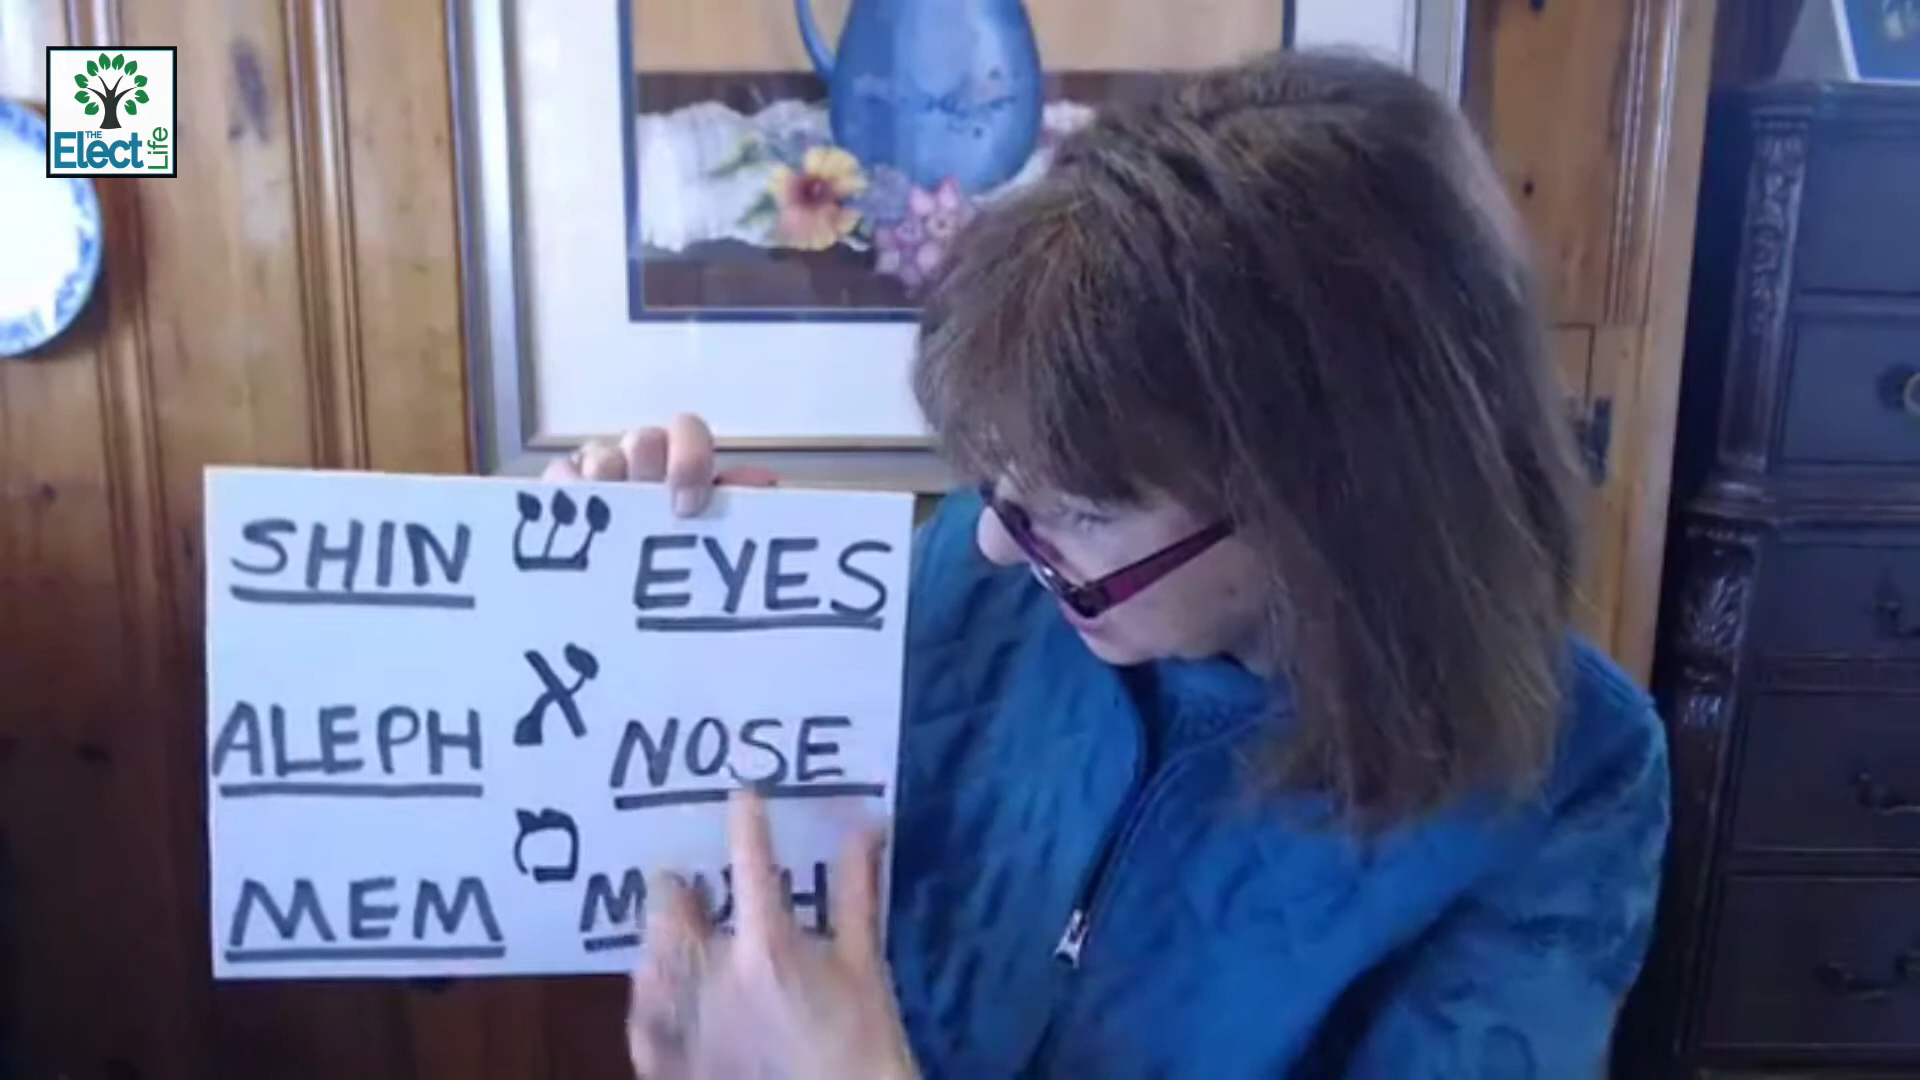 THE
Elect Life
SHIN ש EYES
ALEPH א NOSE
MEM מ